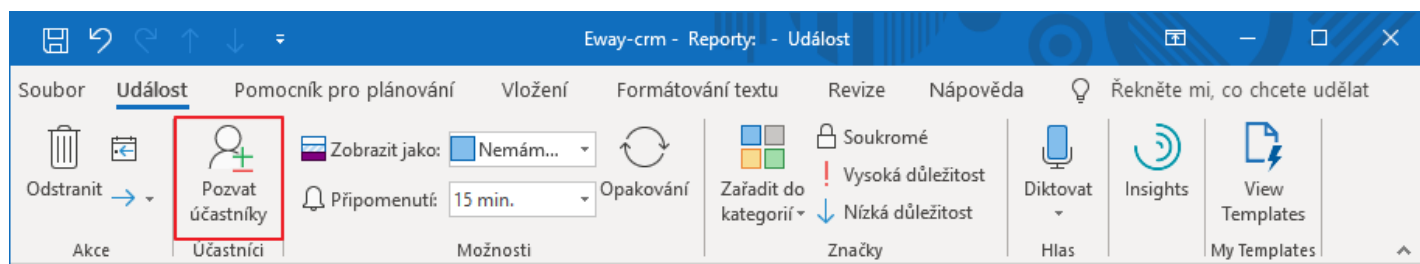 Eway-crm - Reporty:  - Událost
Soubor Událost Pomocník pro plánování Vložení Formátování textu Revize Nápověda Řekněte mi, co chcete udělat
Odstranit
Pozvat
účastníky
Zobrazit jako: Nemám...
Připomenutí: 15 min.
Opakování
Zařadit do
kategorií
Soukromé
Vysoká důležitost
Nízká důležitost
Diktovat
Insights
View
Templates
Akce Účastníci Možnosti Značky Hlas My Templates